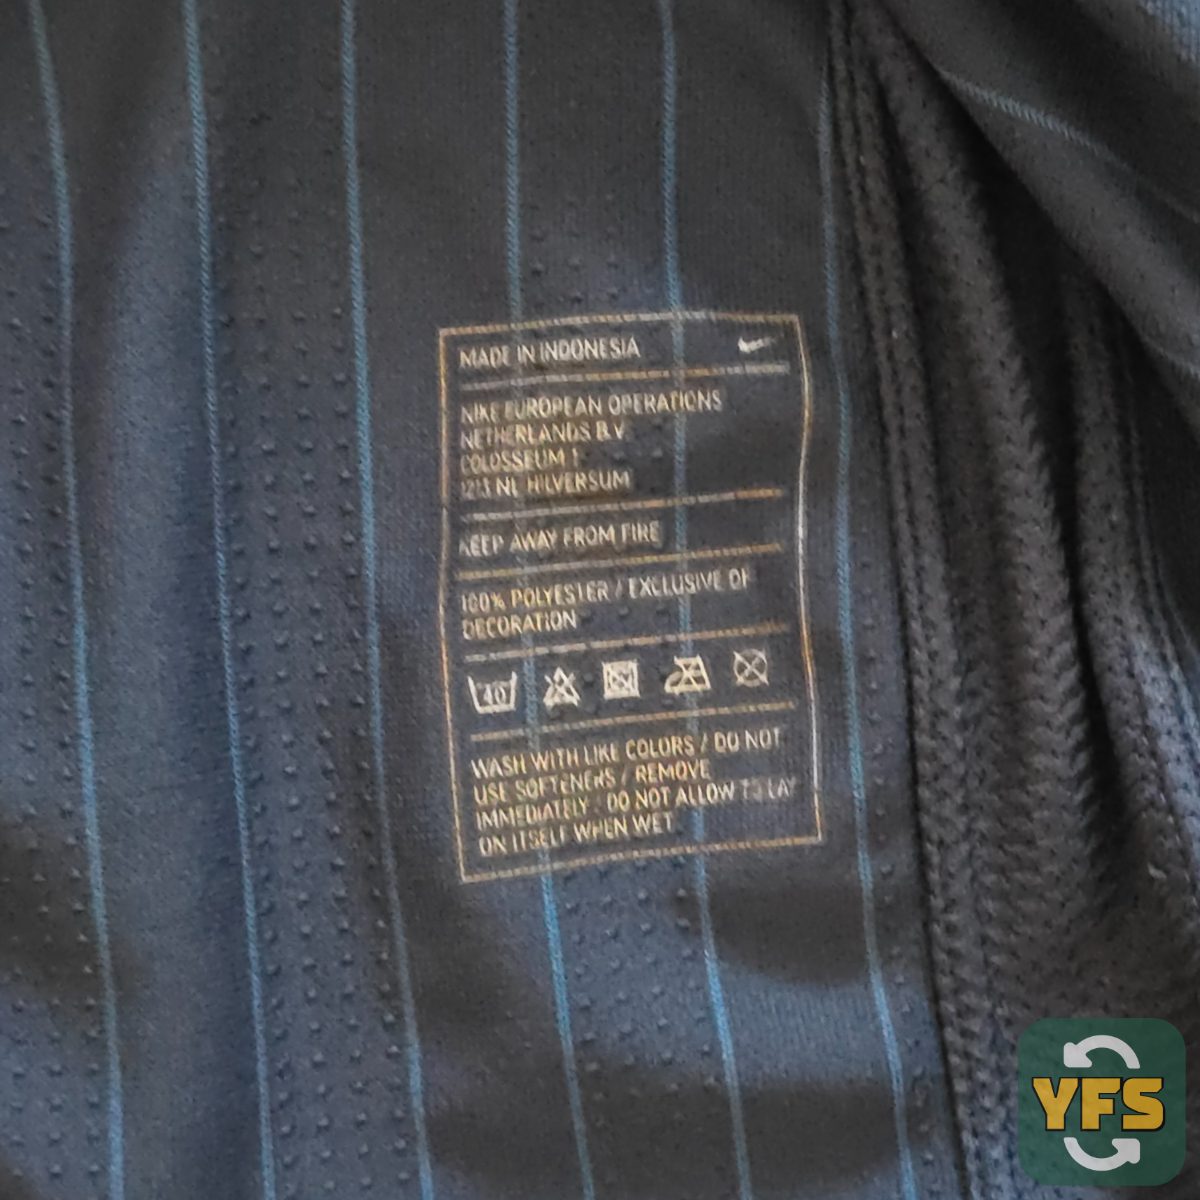 MADE IN INDONESIA
NIKE EUROPEAN OPERATIONS
NETHERLANDS B.V
COLOSSEUM 1
1213 NL HILVERSUM
KEEP AWAY FROM FIRE
100% POLYESTER / EXCLUSIVE OF
DECORATION
40
WASH WITH LIKE COLORS / DO NOT
USE SOFTENERS / REMOVE
IMMEDIATELY / DO NOT ALLOW TO LAY
ON ITSELF WHEN WET
YFS